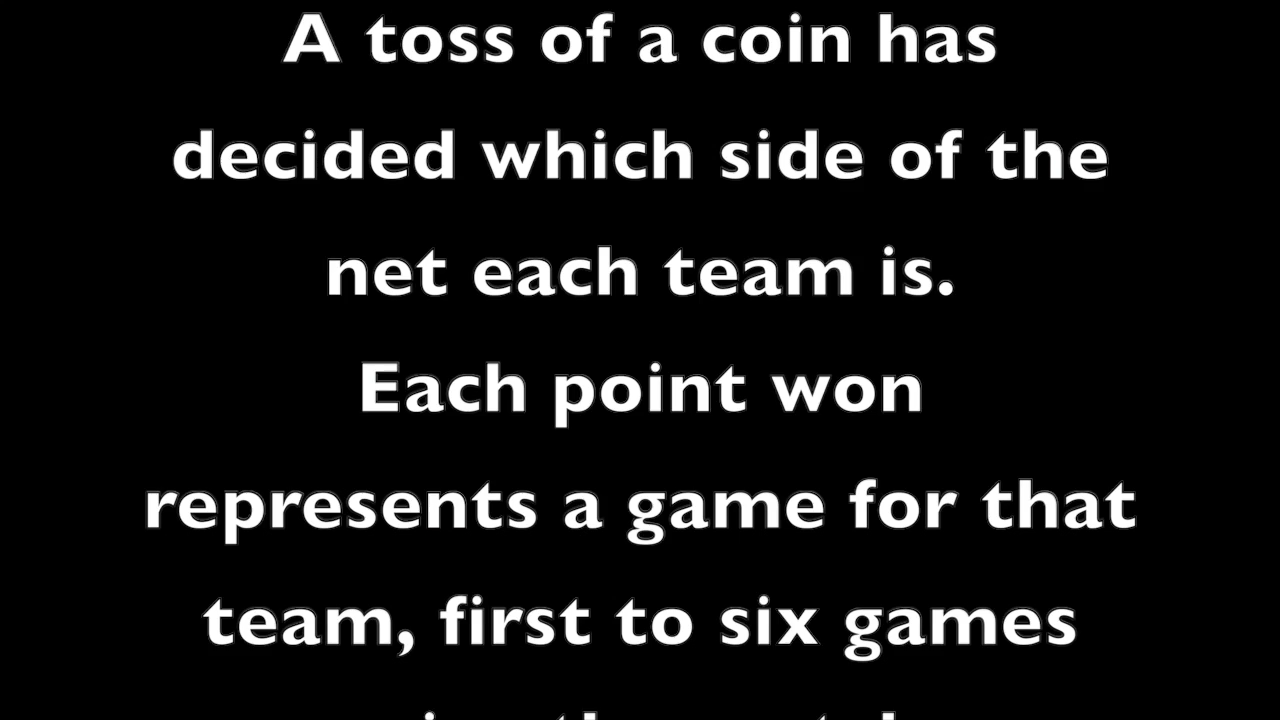 A toss of a coin has
decided which side of the
net each team is.
Each point won
represents a game for that
team, first to six games